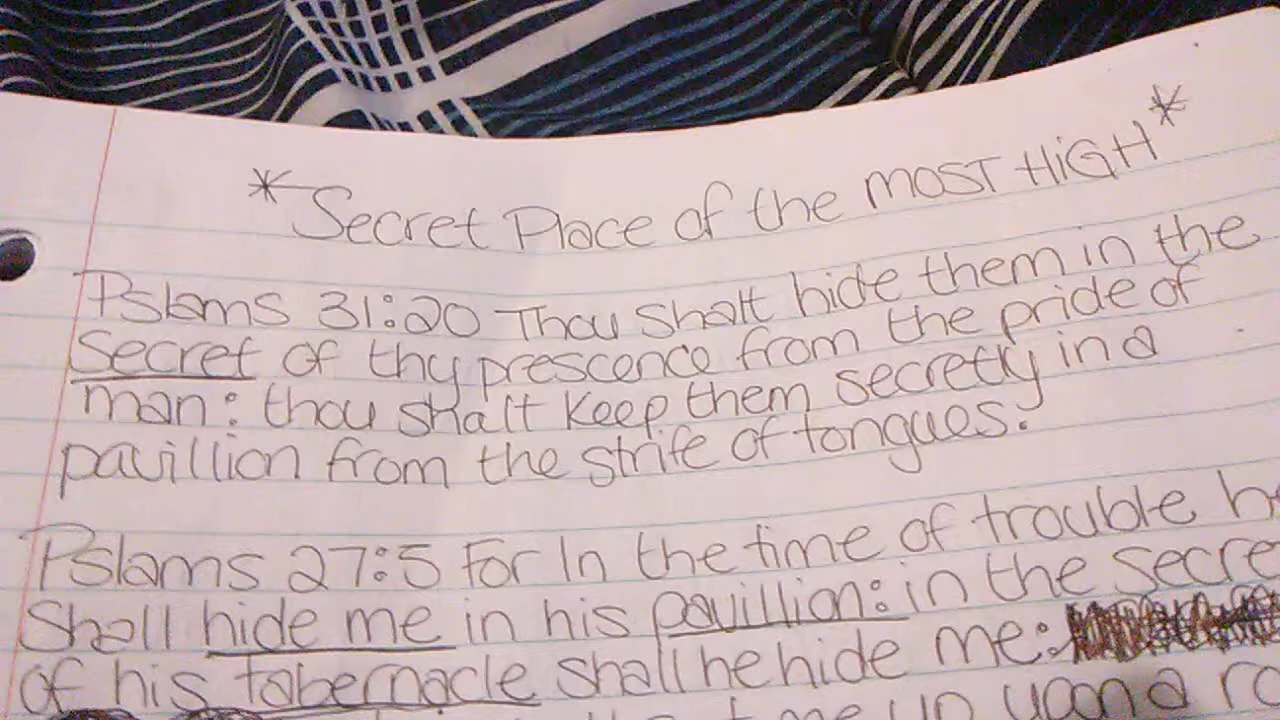 *Secret Place of the MOST HiGH*
Pslams 31:20 Thou Shalt hide them in the
Secret of thy prescence from the pride of
man: thou shalt keep them secretly in a
pavillion from the strife of tongues.
Pslams 27:5 For In the time of trouble
Shall hide me in his pavillion: in the
of his tabernacle shall he hide me:
me up upon a